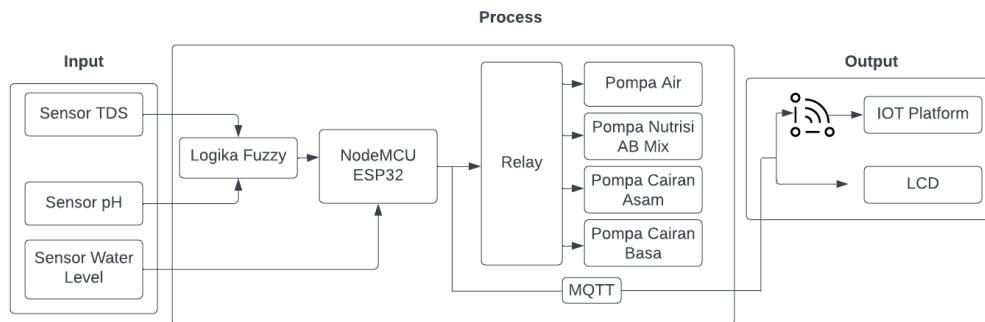 Process
Input
Output
Sensor TDS
Sensor pH
Sensor Water
Level
Logika Fuzzy
NodeMCU
ESP32
Relay
Pompa Air
Pompa Nutrisi
AB Mix
Pompa Cairan
Asam
Pompa Cairan
Basa
MQTT
IOT Platform
LCD